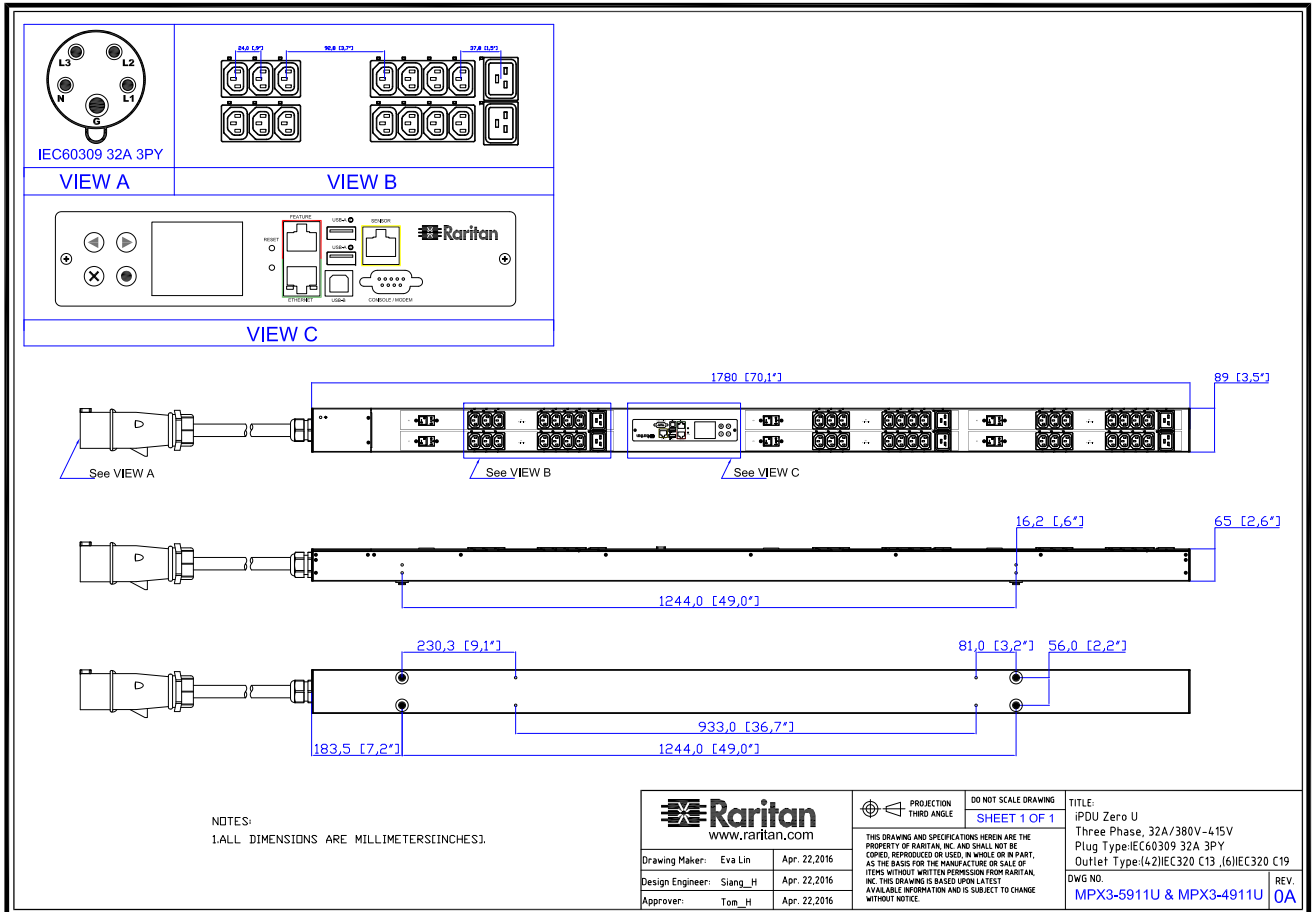 L3
L2
N
L1
G
IEC60309 32A 3PY
VIEW A
24,0 [,9"]
92,8 [3,7"]
37,8 [1,5"]
VIEW B
RESET
FEATURE
USB-A
USB-A
SENSOR
Raritan
ETHERNET
USB-B
CONSOLE / MODEM
VIEW C
1780 [70,1"]
89 [3,5"]
Raritan
See VIEW A
See VIEW B
See VIEW C
16,2 [,6"]
65 [2,6"]
1244,0 [49,0"]
230,3 [9,1"]
81,0 [3,2"]
56,0 [2,2"]
933,0 [36,7"]
183,5 [7,2"]
1244,0 [49,0"]
NOTES:
1.ALL DIMENSIONS ARE MILLIMETERS[INCHES].
Raritan
www.raritan.com
Drawing Maker: Eva Lin Apr. 22,2016
Design Engineer: Siang_H Apr. 22,2016
Approver: Tom_H Apr. 22,2016
PROJECTION
THIRD ANGLE
DO NOT SCALE DRAWING
SHEET 1 OF 1
THIS DRAWING AND SPECIFICATIONS HEREIN ARE THE
PROPERTY OF RARITAN, INC. AND SHALL NOT BE
COPIED, REPRODUCED OR USED, IN WHOLE OR IN PART,
AS THE BASIS FOR THE MANUFACTURE OR SALE OF
ITEMS WITHOUT WRITTEN PERMISSION FROM RARITAN,
INC. THIS DRAWING IS BASED UPON LATEST
AVAILABLE INFORMATION AND IS SUBJECT TO CHANGE
WITHOUT NOTICE.
TITLE:
iPDU Zero U
Three Phase, 32A/380V-415V
Plug Type:IEC60309 32A 3PY
Outlet Type:(42)IEC320 C13 ,(6)IEC320 C19
DWG NO.
MPX3-5911U & MPX3-4911U
REV.
0A